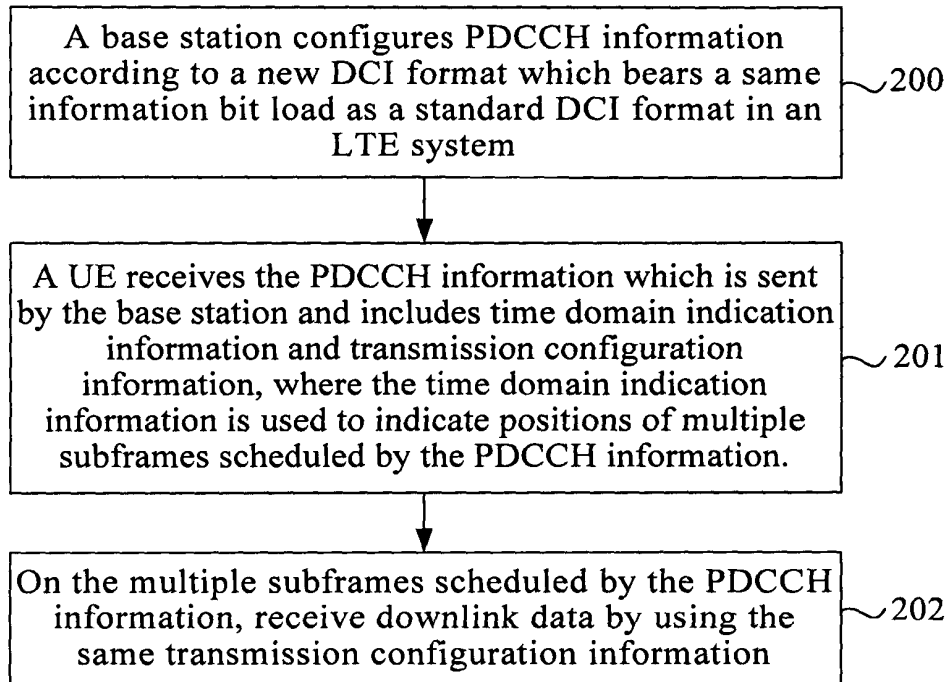 A base station configures PDCCH information
according to a new DCI format which bears a same
information bit load as a standard DCI format in an
LTE system
200
A UE receives the PDCCH information which is sent
by the base station and includes time domain indication
information and transmission configuration
information, where the time domain indication
information is used to indicate positions of multiple
subframes scheduled by the PDCCH information.
201
On the multiple subframes scheduled by the PDCCH
information, receive downlink data by using the
same transmission configuration information
202